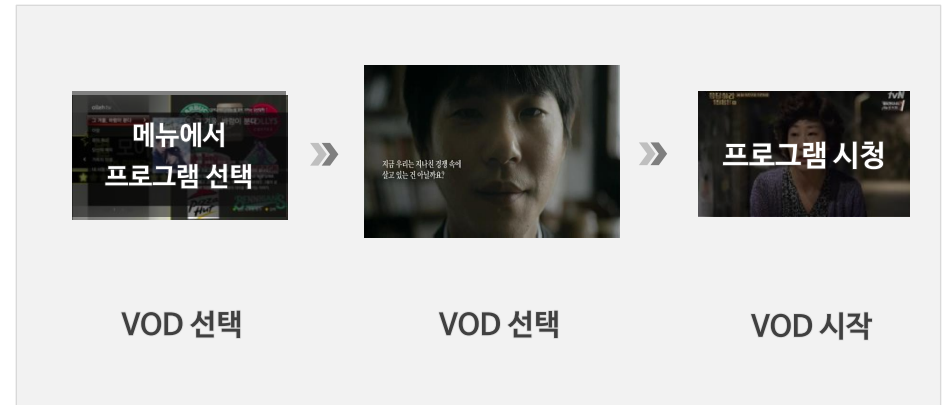 메뉴에서
프로그램 선택
지금 우리는 지나친 경쟁 속에
살고 있는 건 아닐까요?
tvN
프로그램 시청
VOD 선택
VOD 선택
VOD 시작